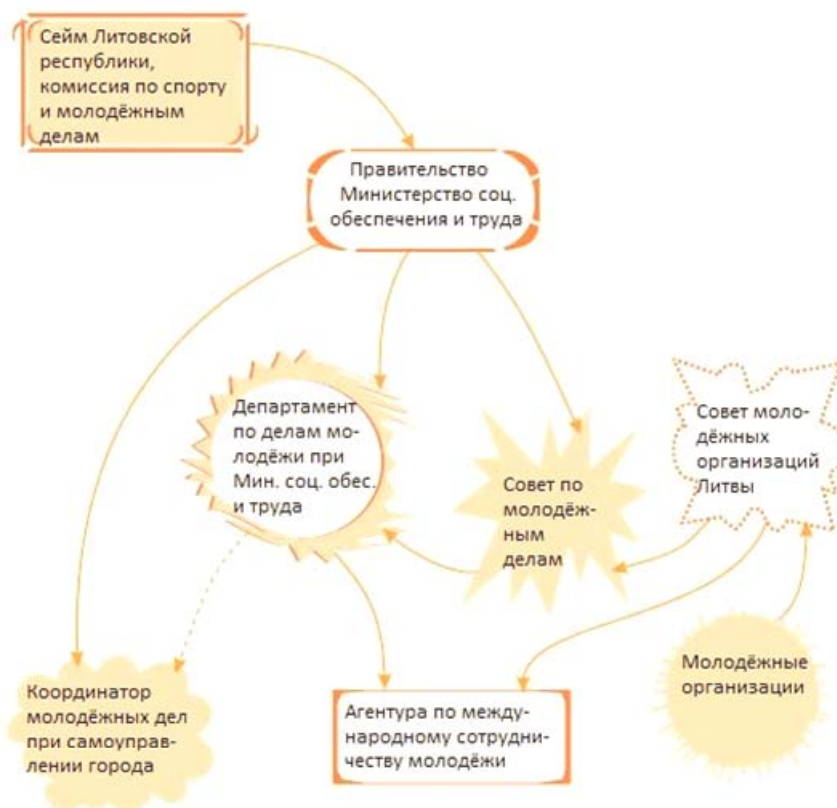 Сейм Литовской
республики,
комиссия по спорту
и молодёжным
делам
Правительство
Министерство соц.
обеспечения и труда
Департамент
по делам мо-
лодёжи при
Мин. соц. обес.
и труда
Совет по
молодёж-
ным
делам
Совет моло-
дёжных
организаций
Литвы
Координатор
молодёжных дел
при самоуправ-
лении города
Агентура по между-
народному сотрудни-
честву молодёжи
Молодёжные
организации